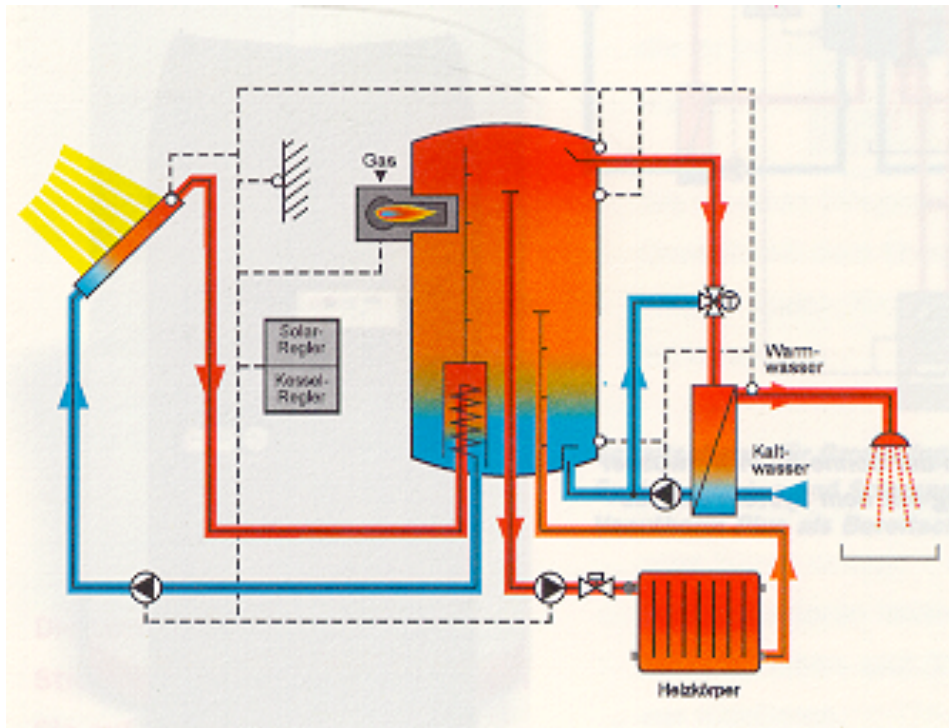 Gas
Solar-
Regler
Kessel-
Regler
Warm-
wasser
Kalt-
wasser
Heizkörper